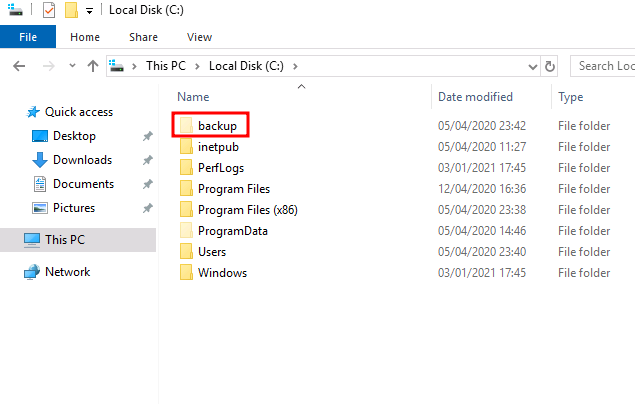 Local Disk (C:)
File Home Share View
This PC Local Disk (C:) Search Loc
Name Date modified Type
Quick access
Desktop
Downloads
Documents
Pictures
This PC
Network
backup 05/04/2020 23:42 File folder
inetpub 05/04/2020 11:27 File folder
PerfLogs 03/01/2021 17:45 File folder
Program Files 12/04/2020 16:36 File folder
Program Files (x86) 05/04/2020 23:38 File folder
ProgramData 05/04/2020 14:46 File folder
Users 05/04/2020 23:40 File folder
Windows 03/01/2021 17:45 File folder